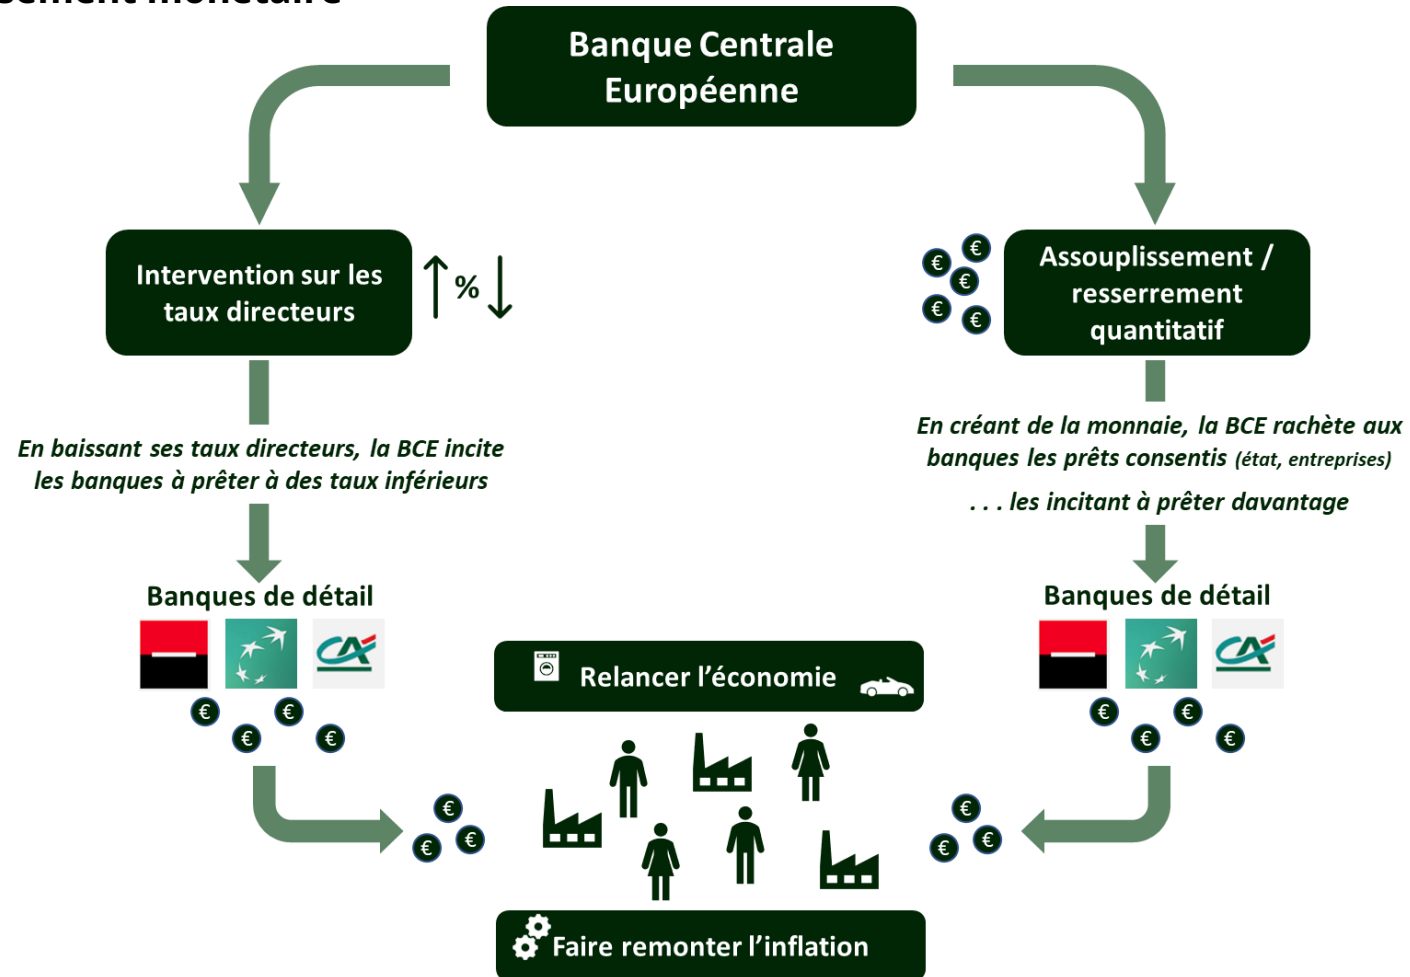 Banque Centrale
Européenne
Intervention sur les
taux directeurs
%
€
€
€
€
€
Assouplissement /
resserrement
quantitatif
En baissant ses taux directeurs, la BCE incite
les banques à prêter à des taux inférieurs
En créant de la monnaie, la BCE rachète aux
banques les prêts consentis (état, entreprises)
. . . les incitant à prêter davantage
Banques de détail
CA
€
€
€
€
Banques de détail
CA
€
€
€
€
Relancer l’économie
€
€
€
€
€
€
Faire remonter l’inflation